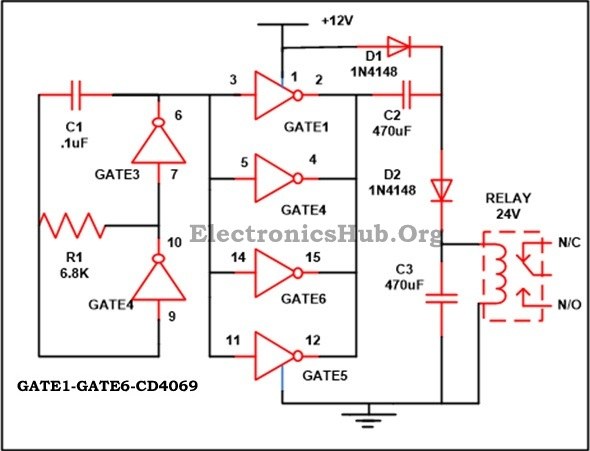 +12V
D1
1N4148
3
1
2
GATE1
C2
470uF
C1
.1uF
6
GATE3
7
5
4
GATE4
D2
1N4148
RELAY
24V
ElectronicsHub.Org
N/C
R1
6.8K
10
GATE4
9
14
15
GATE6
C3
470uF
N/O
11
12
GATE5
GATE1-GATE6-CD4069